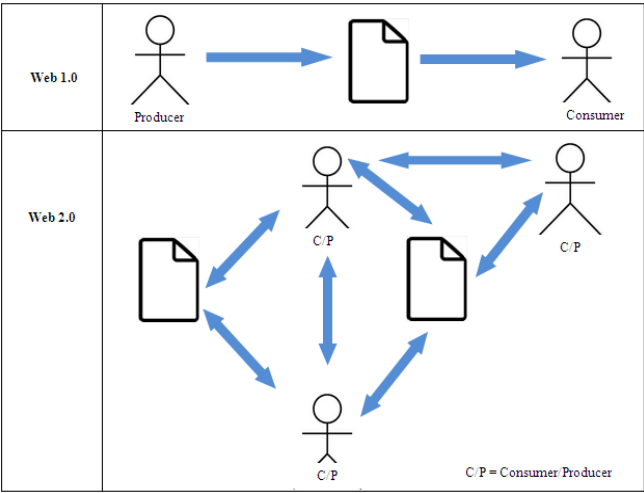 Web 1.0
Producer
Consumer
Web 2.0
C/P
C/P
C/P
C/P = Consumer/Producer